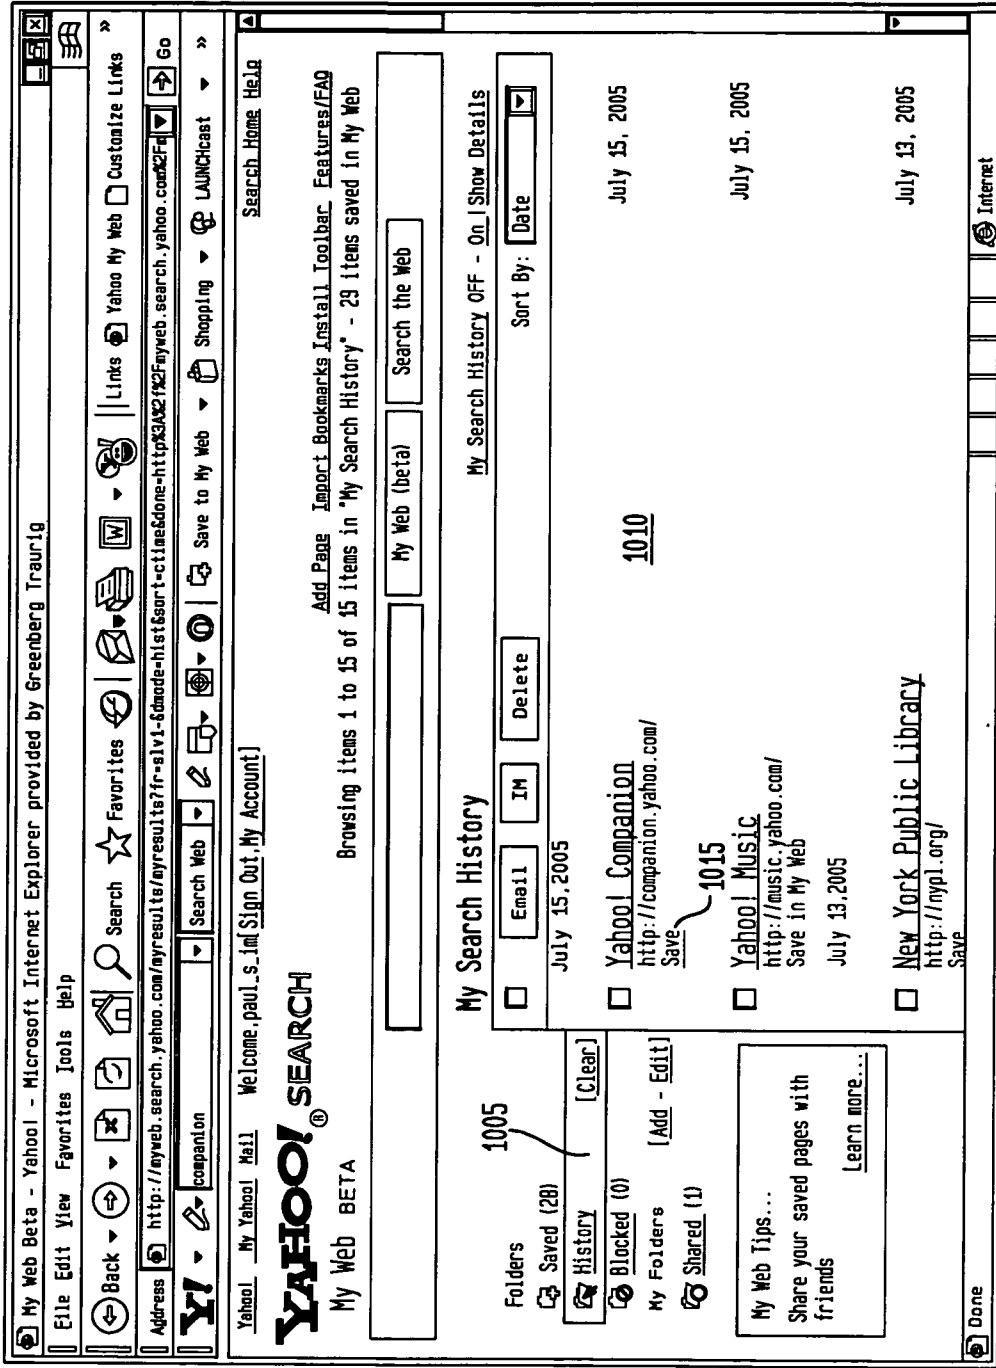 My Web Beta - Yahoo! - Microsoft Internet Explorer provided by Greenberg Traurig
File Edit View Favorites Tools Help
Back Search Favorites W Links Yahoo My Web Customize Links »
Address http://myweb.search.yahoo.com/myresults/myresults?fr=slv1-&dmode=hist&sort=ctime&done=http%3A%2f%2Fmyweb.search.yahoo.com%2Fm Go
Y! companion Search Web Save to My Web Shopping LAUNCHcast »
Yahoo! My Yahoo! Mail Welcome,paul_s_im[Sign Out,My Account] Search Home Help
YAHOO!® SEARCH
Add Page Import Bookmarks Install Toolbar Features/FAQ
My Web BETA
Browsing items 1 to 15 of 15 items in "My Search History" - 29 items saved in My Web
My Web (beta) Search the Web
My Search History
My Search History OFF - On | Show Details
Email IM Delete Sort By: Date
Folders
Saved (28)
1005
History [Clear]
Blocked (0)
My Folders [Add - Edit]
Shared (1)
My Web Tips...
Share your saved pages with
friends
Learn more...
July 15,2005
Yahoo! Companion July 15, 2005
http://companion.yahoo.com/
Save
1010
1015
Yahoo! Music July 15, 2005
http://music.yahoo.com/
Save in My Web
July 13,2005
New York Public Library July 13, 2005
http://nypl.org/
Save
Done Internet